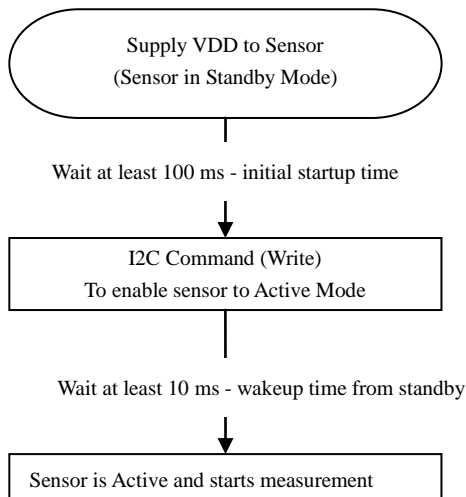 Supply VDD to Sensor
(Sensor in Standby Mode)
Wait at least 100 ms - initial startup time
I2C Command (Write)
To enable sensor to Active Mode
Wait at least 10 ms - wakeup time from standby
Sensor is Active and starts measurement